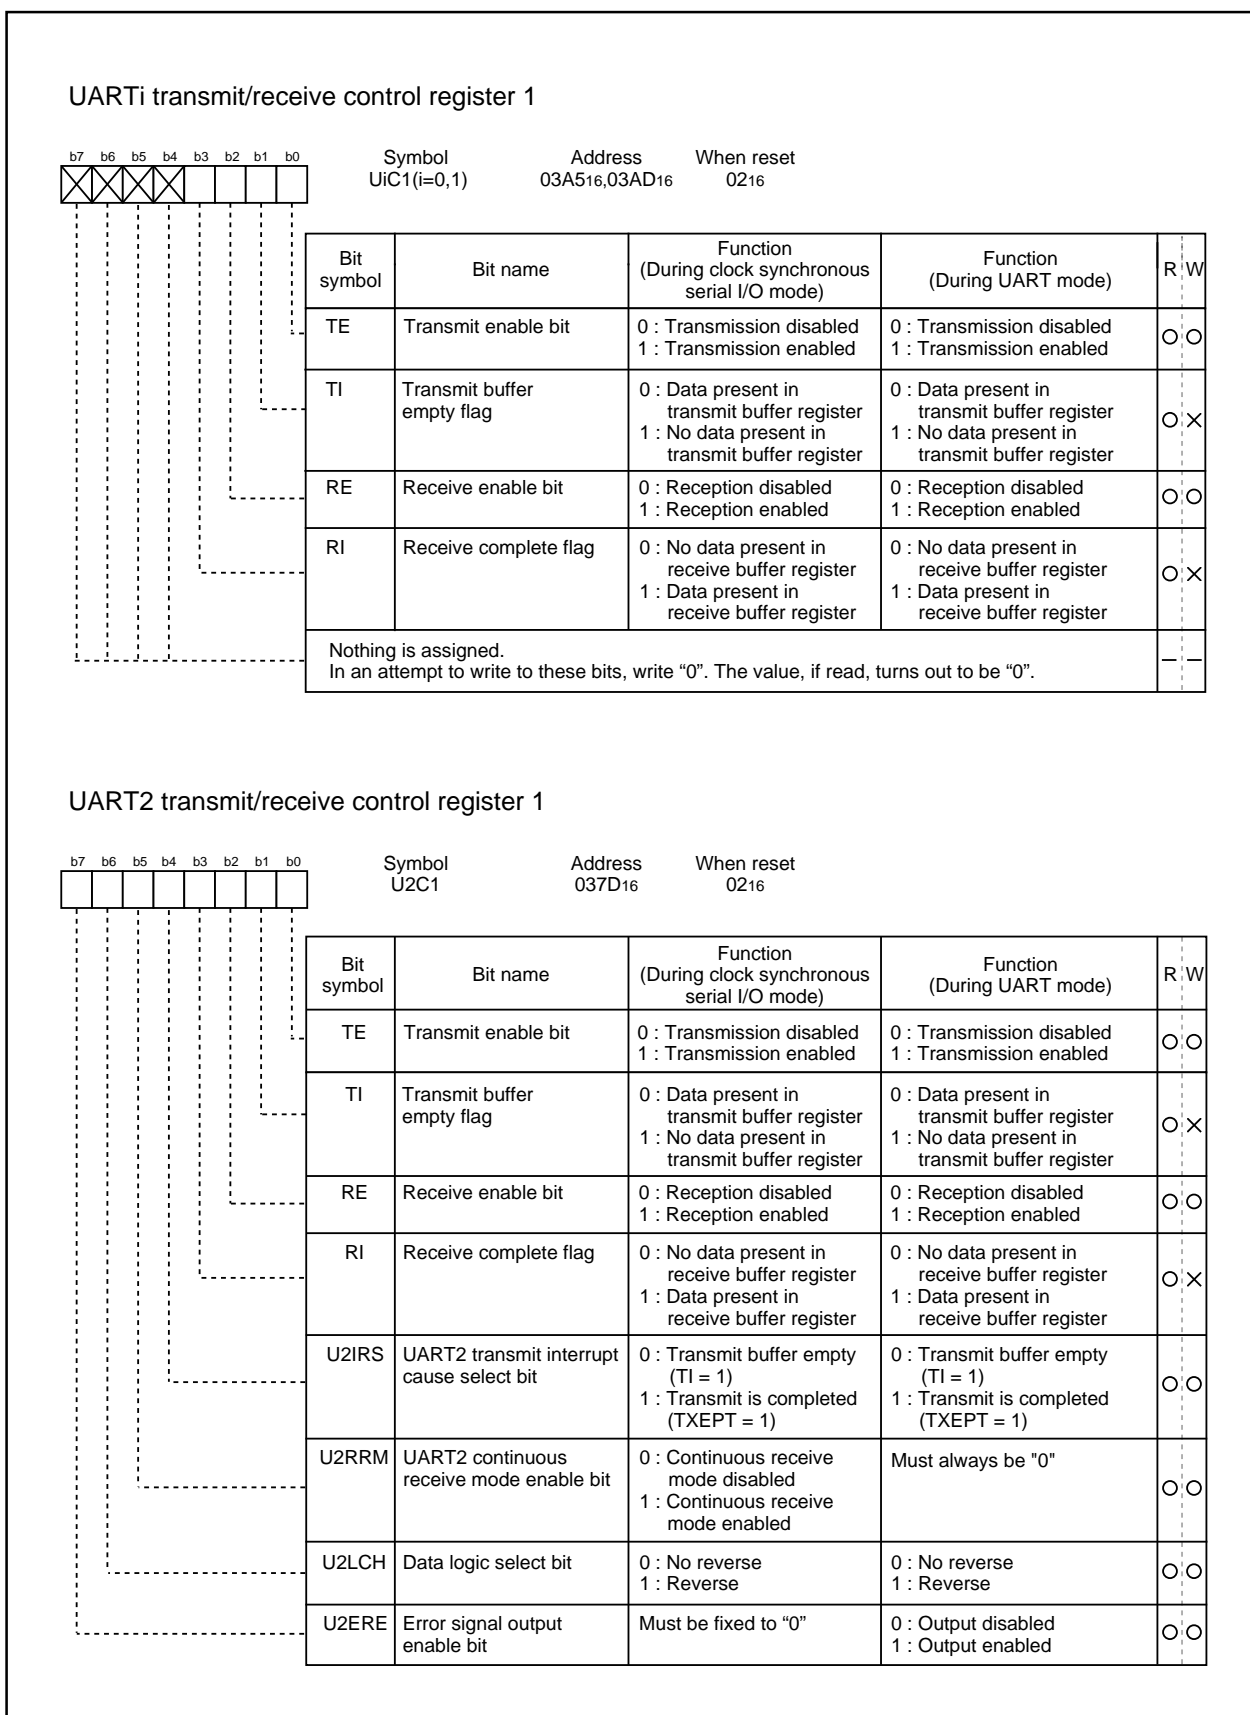 UARTi transmit/receive control register 1
b7 b6 b5 b4 b3 b2 b1 b0
Symbol Address When reset
UiC1(i=0,1) 03A516,03AD16 0216
Bit symbol Bit name Function (During clock synchronous serial I/O mode) Function (During UART mode) R W
TE Transmit enable bit 0 : Transmission disabled 0 : Transmission disabled
1 : Transmission enabled 1 : Transmission enabled
TI Transmit buffer 0 : Data present in 0 : Data present in
empty flag transmit buffer register transmit buffer register
1 : No data present in 1 : No data present in
transmit buffer register transmit buffer register
RE Receive enable bit 0 : Reception disabled 0 : Reception disabled
1 : Reception enabled 1 : Reception enabled
RI Receive complete flag 0 : No data present in 0 : No data present in
receive buffer register receive buffer register
1 : Data present in 1 : Data present in
receive buffer register receive buffer register
Nothing is assigned.
In an attempt to write to these bits, write “0”. The value, if read, turns out to be “0”.
UART2 transmit/receive control register 1
b7 b6 b5 b4 b3 b2 b1 b0
Symbol Address When reset
U2C1 037D16 0216
Bit symbol Bit name Function (During clock synchronous serial I/O mode) Function (During UART mode) R W
TE Transmit enable bit 0 : Transmission disabled 0 : Transmission disabled
1 : Transmission enabled 1 : Transmission enabled
TI Transmit buffer 0 : Data present in 0 : Data present in
empty flag transmit buffer register transmit buffer register
1 : No data present in 1 : No data present in
transmit buffer register transmit buffer register
RE Receive enable bit 0 : Reception disabled 0 : Reception disabled
1 : Reception enabled 1 : Reception enabled
RI Receive complete flag 0 : No data present in 0 : No data present in
receive buffer register receive buffer register
1 : Data present in 1 : Data present in
receive buffer register receive buffer register
U2IRS UART2 transmit interrupt 0 : Transmit buffer empty 0 : Transmit buffer empty
cause select bit (TI = 1) (TI = 1)
1 : Transmit is completed 1 : Transmit is completed
(TXEPT = 1) (TXEPT = 1)
U2RRM UART2 continuous 0 : Continuous receive Must always be "0"
receive mode enable bit mode disabled
1 : Continuous receive
mode enabled
U2LCH Data logic select bit 0 : No reverse 0 : No reverse
1 : Reverse 1 : Reverse
U2ERE Error signal output Must be fixed to “0” 0 : Output disabled
enable bit 1 : Output enabled